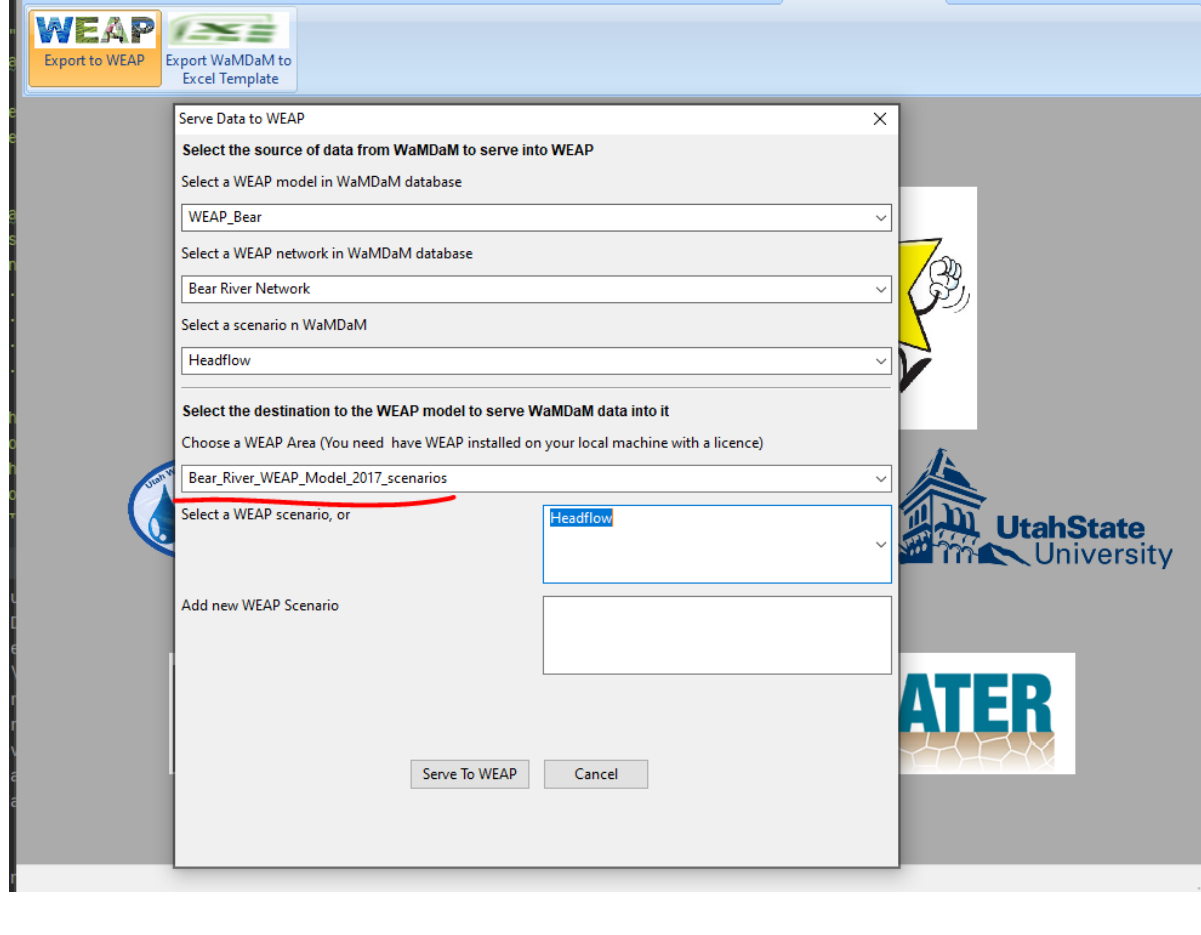 WEAP
Export to WEAP
Export WaMDaM to
Excel Template
Serve Data to WEAP
Select the source of data from WaMDaM to serve into WEAP
Select a WEAP model in WaMDaM database
WEAP_Bear
Select a WEAP network in WaMDaM database
Bear River Network
Select a scenario n WaMDaM
Headflow
Select the destination to the WEAP model to serve WaMDaM data into it
Choose a WEAP Area (You need  have WEAP installed on your local machine with a licence)
Bear_River_WEAP_Model_2017_scenarios
Select a WEAP scenario, or
Headflow
Add new WEAP Scenario
Serve To WEAP
Cancel
Utah
UtahState
University
ATER